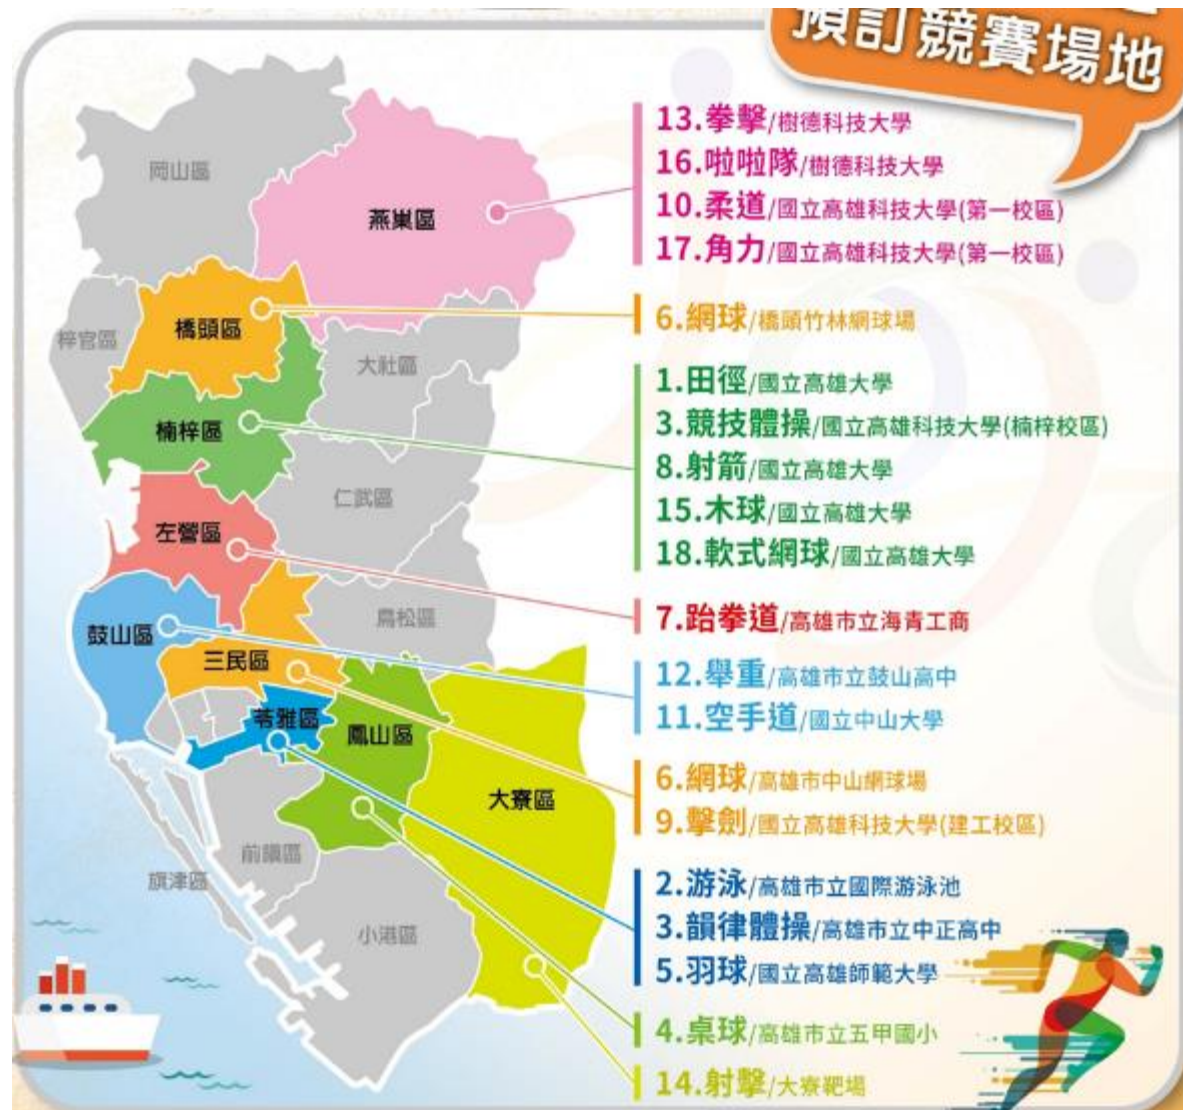 預訂競賽場地
13.拳擊/樹德科技大學
16.啦啦隊/樹德科技大學
10.柔道/國立高雄科技大學(第一校區)
17.角力/國立高雄科技大學(第一校區)
6.網球/橋頭竹林網球場
1.田徑/國立高雄大學
3.競技體操/國立高雄科技大學(楠梓校區)
8.射箭/國立高雄大學
15.木球/國立高雄大學
18.軟式網球/國立高雄大學
7.跆拳道/高雄市立海青工商
12.舉重/高雄市立鼓山高中
11.空手道/國立中山大學
6.網球/高雄市中山網球場
9.擊劍/國立高雄科技大學(建工校區)
2.游泳/高雄市立國際游泳池
3.韻律體操/高雄市立中正高中
5.羽球/國立高雄師範大學
4.桌球/高雄市立五甲國小
14.射擊/大寮靶場
岡山區
燕巢區
橋頭區
梓官區
大社區
楠梓區
仁武區
左營區
鳥松區
鼓山區
三民區
苓雅區
鳳山區
大寮區
前鎮區
旗津區
小港區